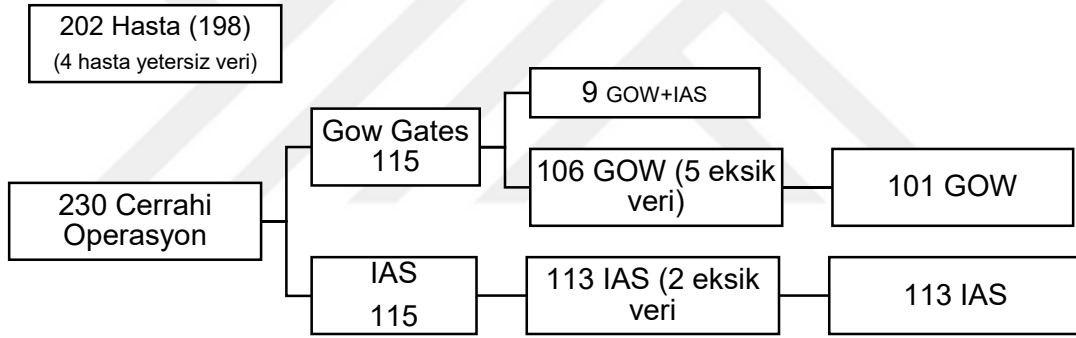 202 Hasta (198)
(4 hasta yetersiz veri)
9 GOW+IAS
Gow Gates
115
106 GOW (5 eksik
veri)
101 GOW
230 Cerrahi
Operasyon
IAS
115
113 IAS (2 eksik
veri
113 IAS